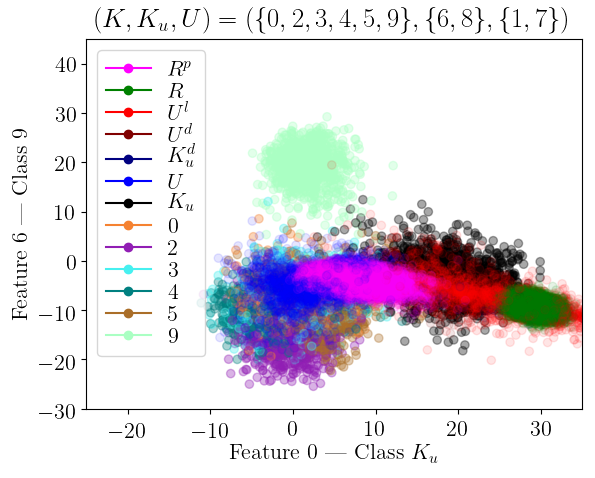 (K, K_u, U) = ({0, 2, 3, 4, 5, 9}, {6, 8}, {1, 7})
Feature 6 — Class 9
40
30
20
10
0
−10
−20
−30
R^p
R
U^l
U^d
K_u^d
U
K_u
0
2
3
4
5
9
−20
−10
0
10
20
30
Feature 0 — Class K_u